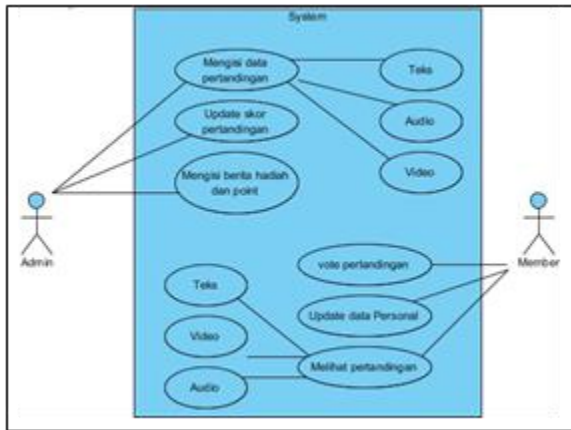 System
Mengisi data
pertandingan
Teks
Update skor
pertandingan
Audio
Mengisi berita hadiah
dan point
Video
Admin
Member
vote pertandingan
Teks
Update data Personal
Video
Melihat pertandingan
Audio